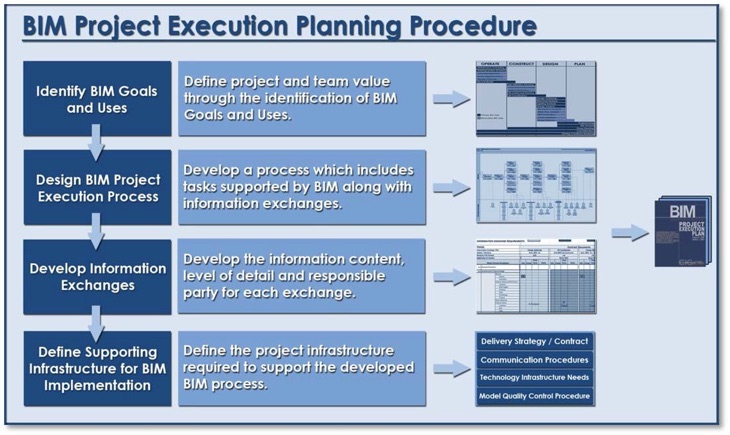 BIM Project Execution Planning Procedure
Identify BIM Goals
and Uses
Define project and team value
through the identification of BIM
Goals and Uses.
OPERATE CONSTRUCT DESIGN PLAN
Design BIM Project
Execution Process
Develop a process which includes
tasks supported by BIM along with
information exchanges.
BIM
PROJECT
EXECUTION
PLAN
Develop Information
Exchanges
Develop the information content,
level of detail and responsible
party for each exchange.
Define Supporting
Infrastructure for BIM
Implementation
Define the project infrastructure
required to support the developed
BIM process.
Delivery Strategy / Contract
Communication Procedures
Technology Infrastructure Needs
Model Quality Control Procedure